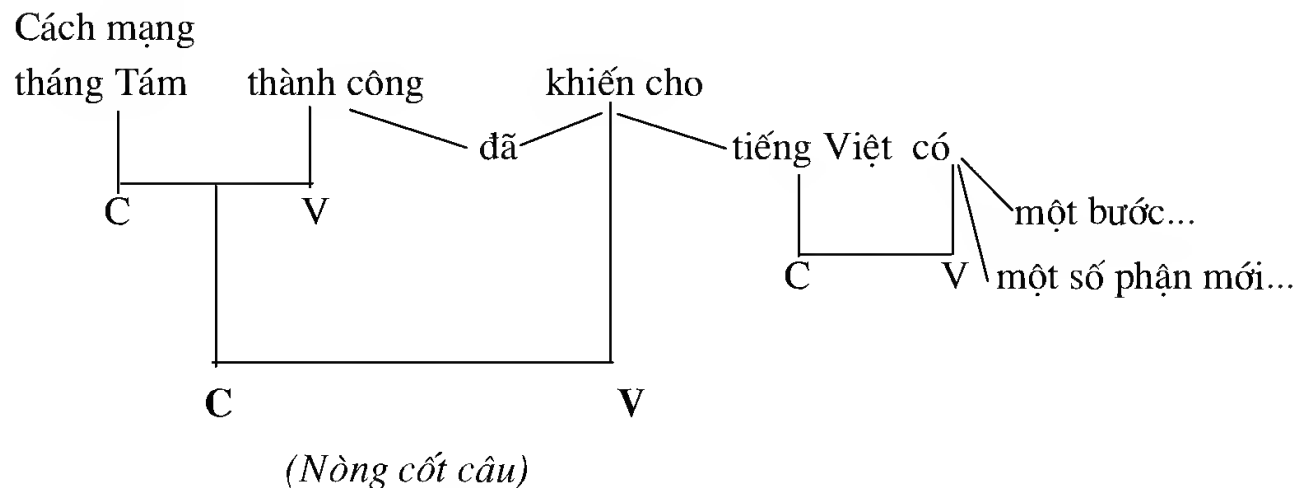 Cách mạng
tháng Tám thành công khiến cho
đã tiếng Việt có
C V một bước...
C V một số phận mới...
C V
(Nòng cốt câu)